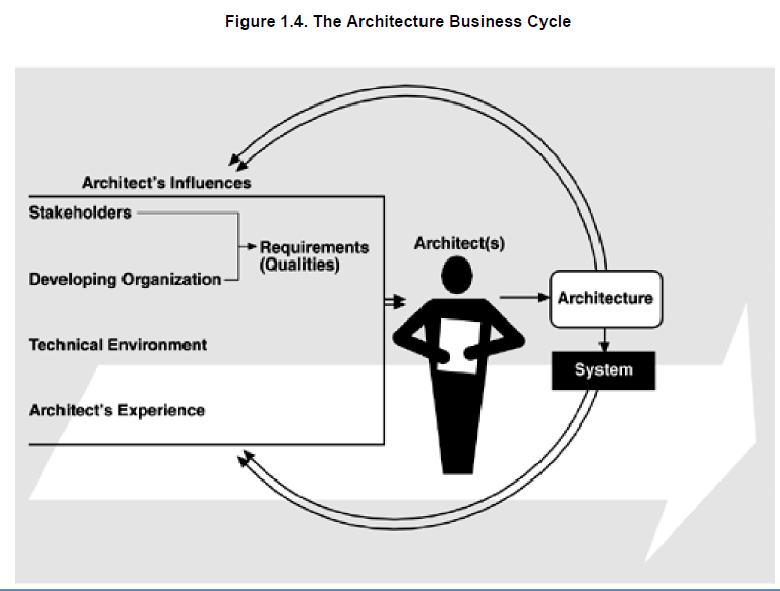 Figure 1.4. The Architecture Business Cycle
Architect's Influences
Stakeholders
Requirements
(Qualities)
Developing Organization
Technical Environment
Architect's Experience
Architect(s)
Architecture
System